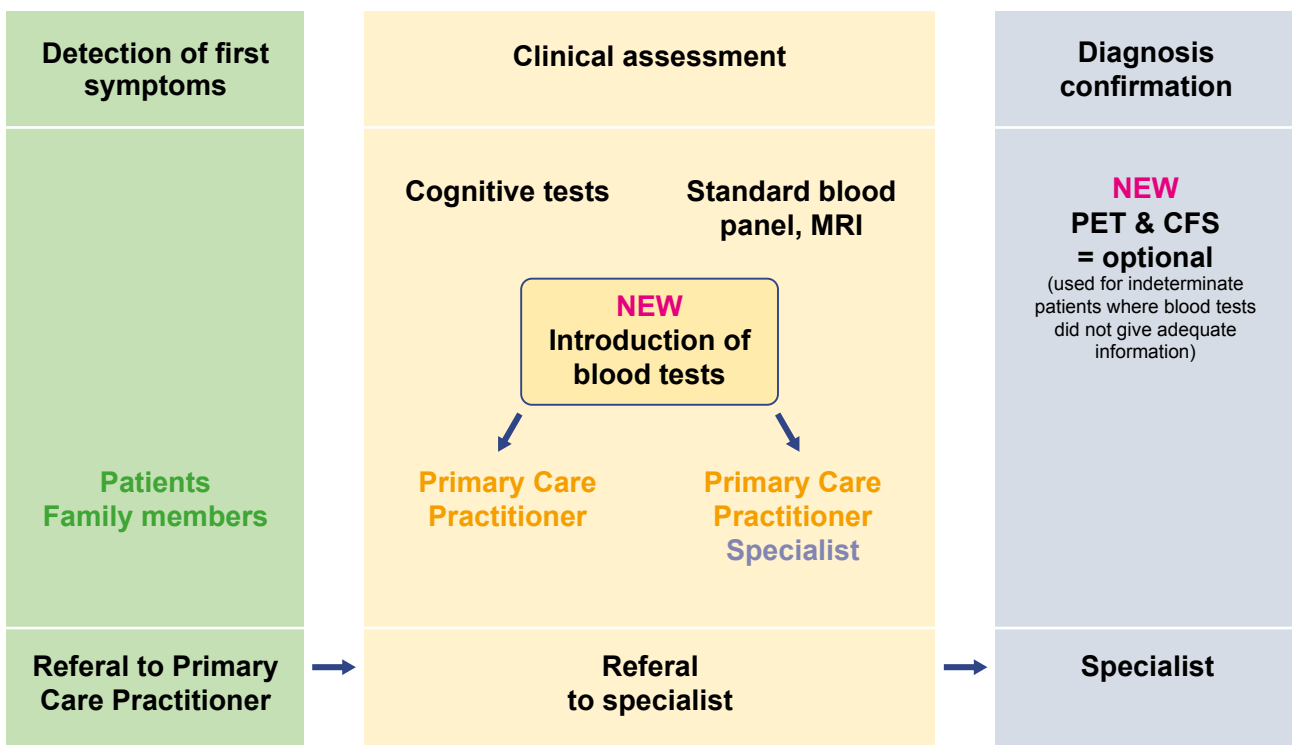 Detection of first
symptoms
Clinical assessment
Diagnosis
confirmation
Cognitive tests
Standard blood
panel, MRI
NEW
Introduction of
blood tests
NEW
PET & CFS
= optional
(used for indeterminate
patients where blood tests
did not give adequate
information)
Patients
Family members
Primary Care
Practitioner
Primary Care
Practitioner
Specialist
Referal to Primary
Care Practitioner
Referal
to specialist
Specialist